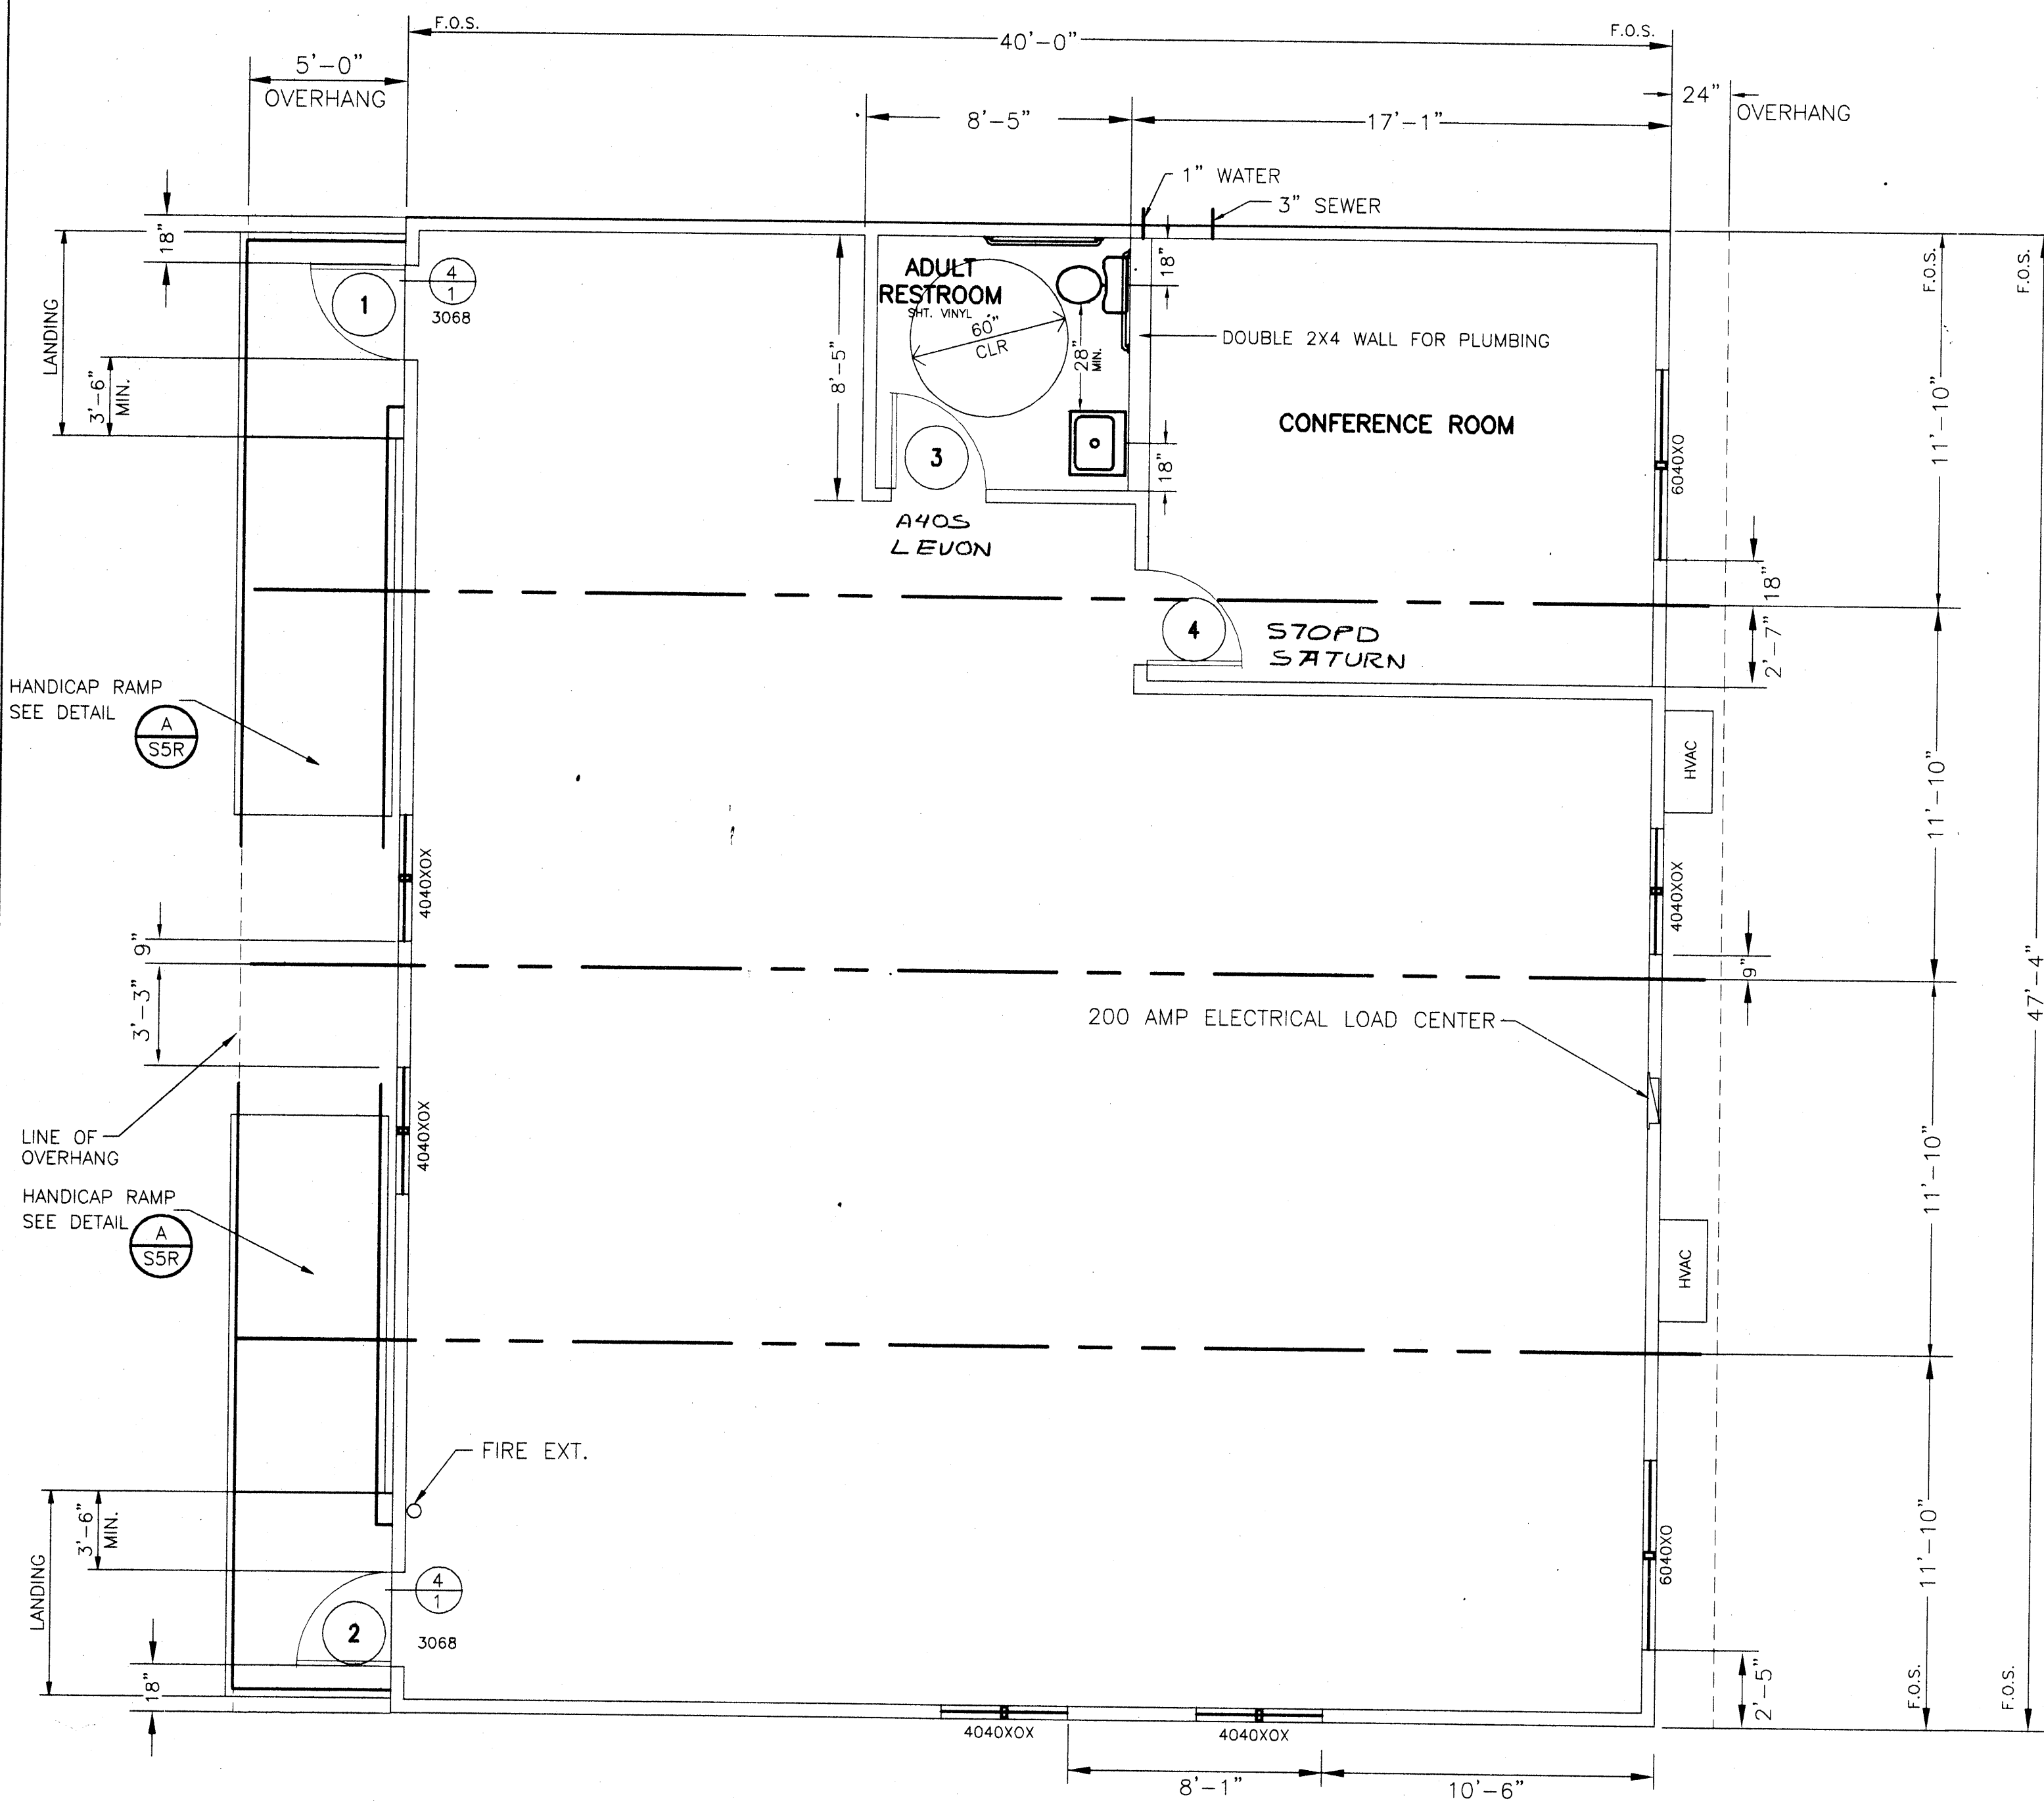 F.O.S.
40'-0"
F.O.S.
5'-0"
OVERHANG
24"
OVERHANG
8'-5"
17'-1"
1" WATER
3" SEWER
18"
LANDING
3'-6"
MIN.
1
4
1
3068
ADULT
RESTROOM
SHT. VINYL
60"
CLR
28"
MIN.
18"
8'-5"
DOUBLE 2X4 WALL FOR PLUMBING
CONFERENCE ROOM
3
18"
A40S
LEVON
6040XO
F.O.S.
F.O.S.
11'-10"
18"
2'-7"
4
S70PD
SATURN
HANDICAP RAMP
SEE DETAIL
A
S5R
HVAC
11'-10"
4040XOX
4040XOX
9"
3'-3"
9"
47'-4"
200 AMP ELECTRICAL LOAD CENTER
LINE OF
OVERHANG
4040XOX
11'-10"
HANDICAP RAMP
SEE DETAIL
A
S5R
HVAC
FIRE EXT.
3'-6"
MIN.
LANDING
4
1
2
3068
18"
6040XO
11'-10"
2'-5"
F.O.S.
F.O.S.
4040XOX
4040XOX
8'-1"
10'-6"